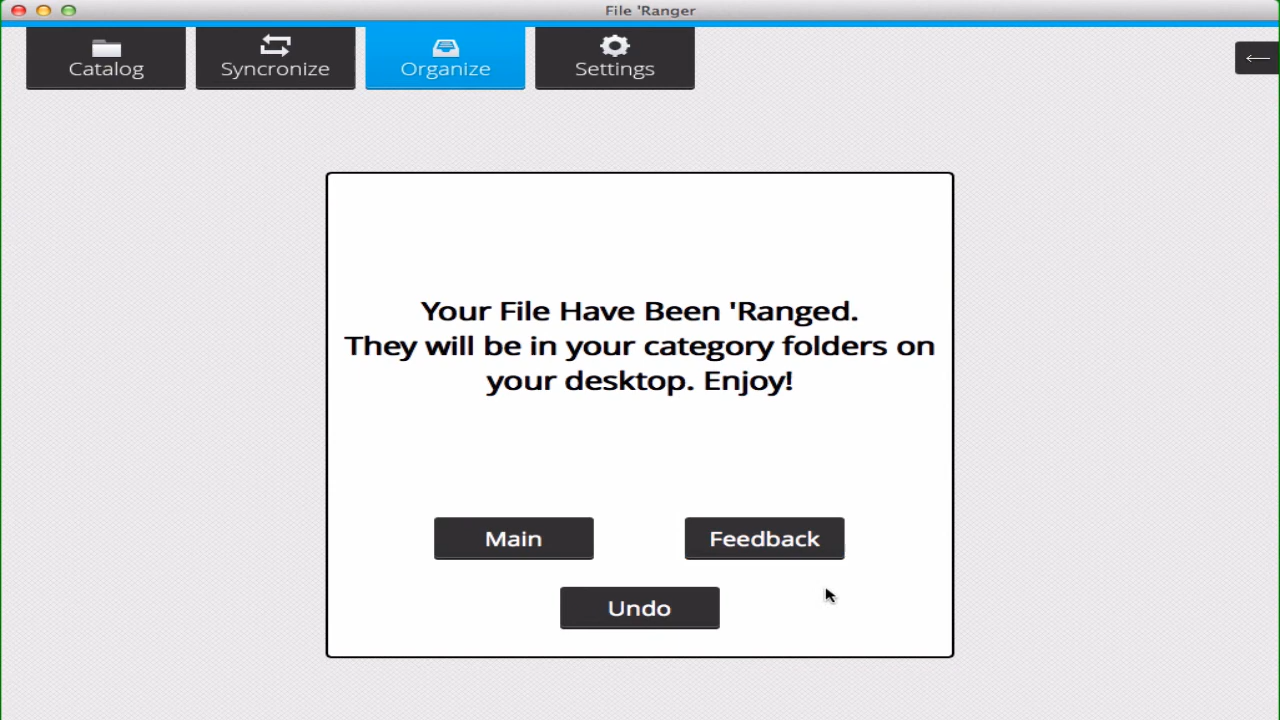 File 'Ranger
Catalog
Syncronize
Organize
Settings
Your File Have Been 'Ranged.
They will be in your category folders on
your desktop. Enjoy!
Main
Feedback
Undo